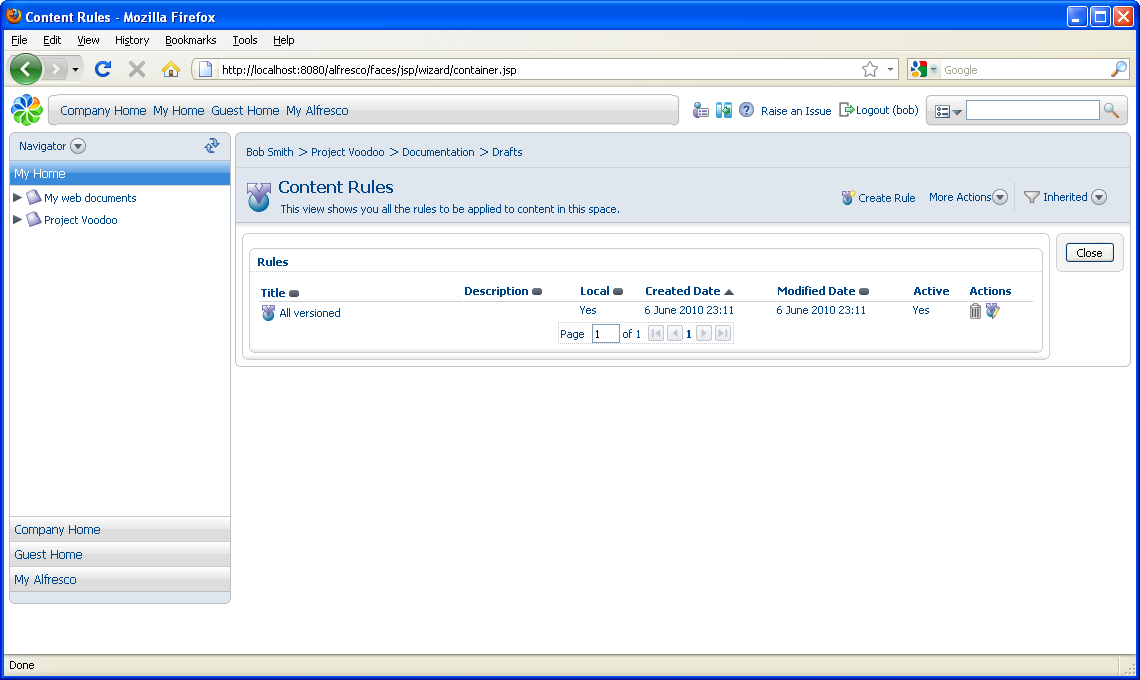 Content Rules - Mozilla Firefox
File Edit View History Bookmarks Tools Help
http://localhost:8080/alfresco/faces/jsp/wizard/container.jsp
Google
Company Home My Home Guest Home My Alfresco
Raise an Issue
Logout (bob)
Navigator
My Home
My web documents
Project Voodoo
Company Home
Guest Home
My Alfresco
Bob Smith > Project Voodoo > Documentation > Drafts
Content Rules
This view shows you all the rules to be applied to content in this space.
Create Rule
More Actions
Inherited
Rules
Title Description Local Created Date Modified Date Active Actions
All versioned Yes 6 June 2010 23:11 6 June 2010 23:11 Yes
Page 1 of 1 1
Close
Done